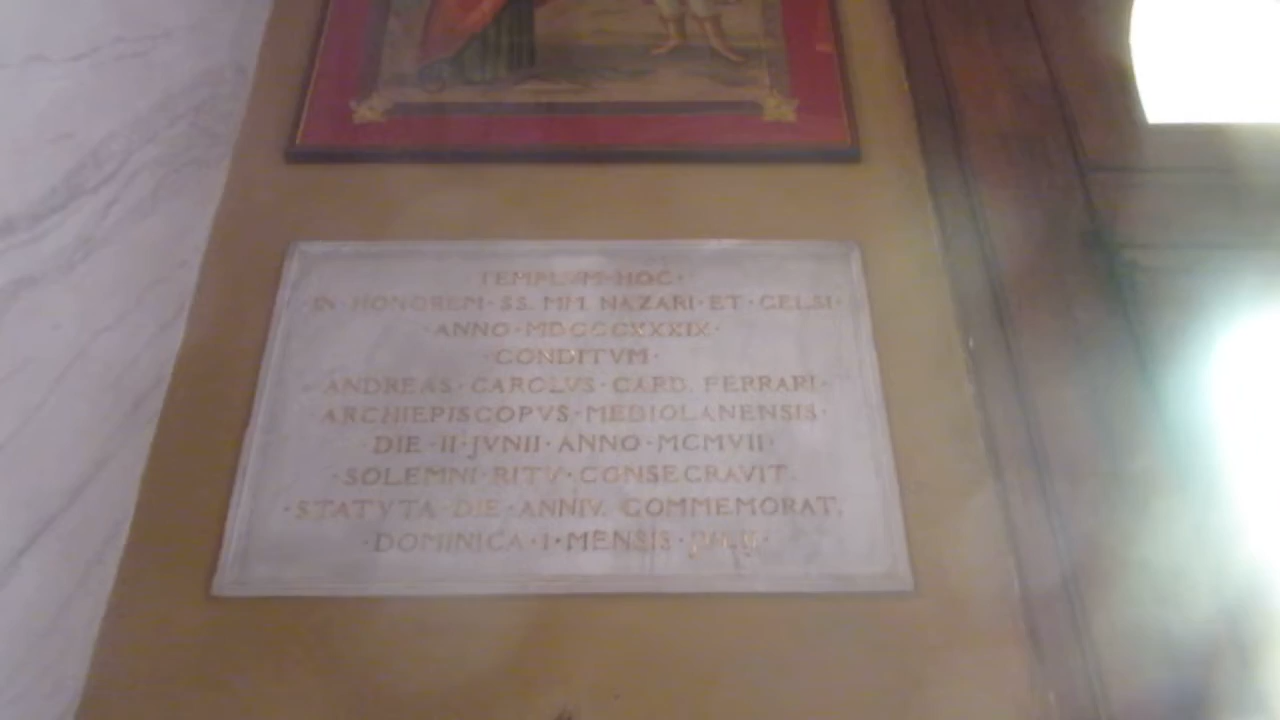 TEMPLVM·HOC·
·IN·HONOREM·SS. MM NAZARI·ET·CELSI·
·ANNO·MDCCCXXXIX·
·CONDITVM·
·ANDREAS·CAROLVS·CARD. FERRARI·
ARCHIEPISCOPVS·MEDIOLANENSIS·
·DIE·II·JVNII·ANNO·MCMVII·
·SOLEMNI·RITV·CONSECRAVIT.
·STATVTA·DIE·ANNIV. COMMEMORAT.
·DOMINICA·I·MENSIS·